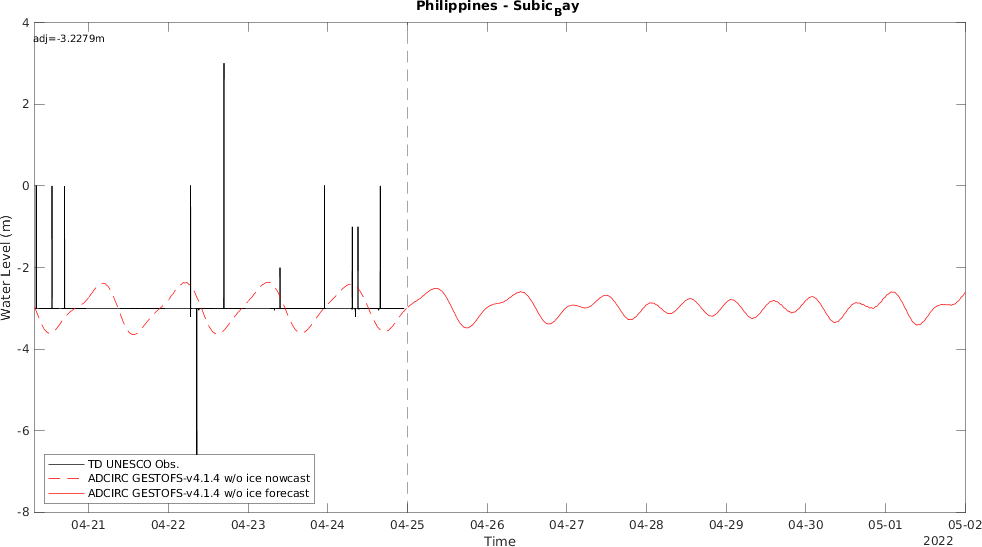 Philippines - Subic_Bay
adj=-3.2279m
4
2
0
-2
-4
-6
-8
Water Level (m)
TD UNESCO Obs.
ADCIRC GESTOFS-v4.1.4 w/o ice nowcast
ADCIRC GESTOFS-v4.1.4 w/o ice forecast
04-21 04-22 04-23 04-24 04-25 04-26 04-27 04-28 04-29 04-30 05-01 05-02
Time
2022